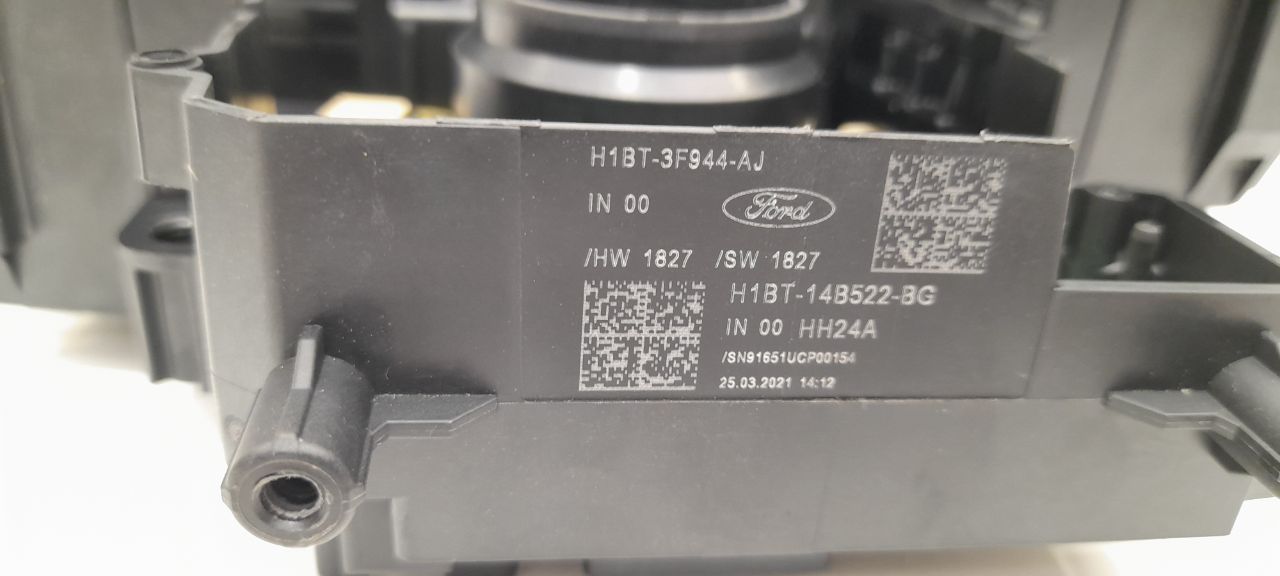 H1BT-3F944-AJ
IN 00
Ford
/HW 1827 /SW 1827
H1BT-14B522-BG
IN 00 HH24A
/SN91651UCP00154
25.03.2021 14:12